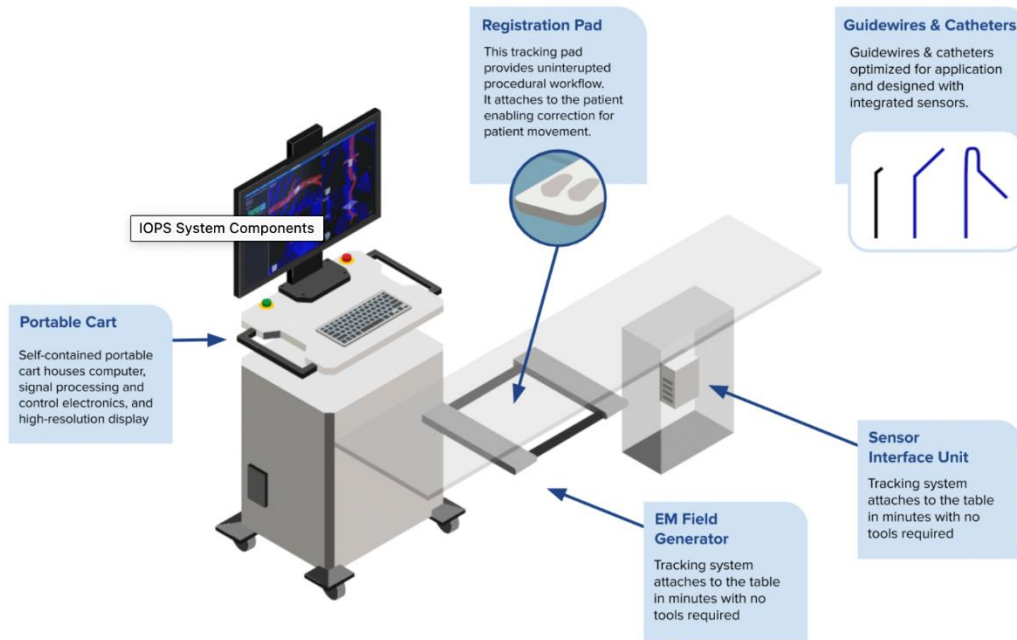 Registration Pad
This tracking pad
provides uninterupted
procedural workflow.
It attaches to the patient
enabling correction for
patient movement.
Guidewires & Catheters
Guidewires & catheters
optimized for application
and designed with
integrated sensors.
IOPS System Components
Portable Cart
Self-contained portable
cart houses computer,
signal processing and
control electronics, and
high-resolution display
Sensor
Interface Unit
Tracking system
attaches to the table
in minutes with no
tools required
EM Field
Generator
Tracking system
attaches to the table
in minutes with no
tools required